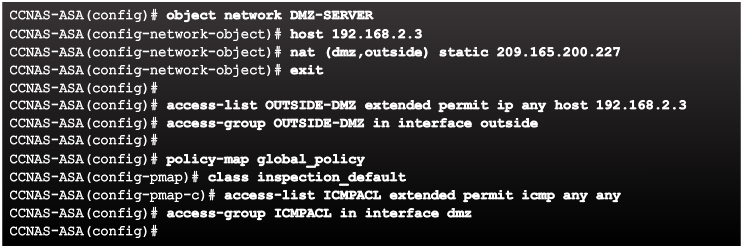 CCNAS-ASA(config)# object network DMZ-SERVER
CCNAS-ASA(config-network-object)# host 192.168.2.3
CCNAS-ASA(config-network-object)# nat (dmz,outside) static 209.165.200.227
CCNAS-ASA(config-network-object)# exit
CCNAS-ASA(config)#
CCNAS-ASA(config)# access-list OUTSIDE-DMZ extended permit ip any host 192.168.2.3
CCNAS-ASA(config)# access-group OUTSIDE-DMZ in interface outside
CCNAS-ASA(config)#
CCNAS-ASA(config)# policy-map global_policy
CCNAS-ASA(config-pmap)# class inspection_default
CCNAS-ASA(config-pmap-c)# access-list ICMPACL extended permit icmp any any
CCNAS-ASA(config)# access-group ICMPACL in interface dmz
CCNAS-ASA(config)#